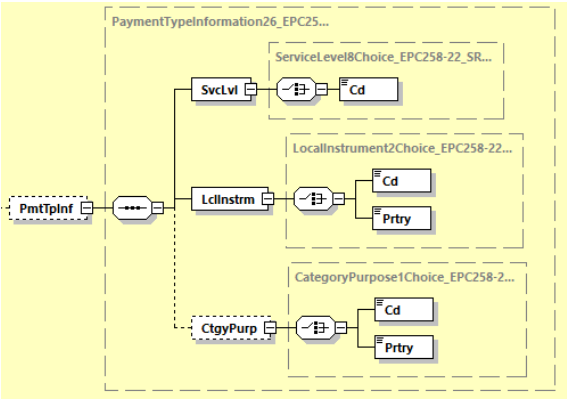 PaymentTypeInformation26_EPC25...
ServiceLevel8Choice_EPC258-22_SR...
SvcLvl
Cd
LocalInstrument2Choice_EPC258-22...
Cd
PmtTpInf
LclInstrm
Prtry
CategoryPurpose1Choice_EPC258-2...
Cd
CtgyPurp
Prtry